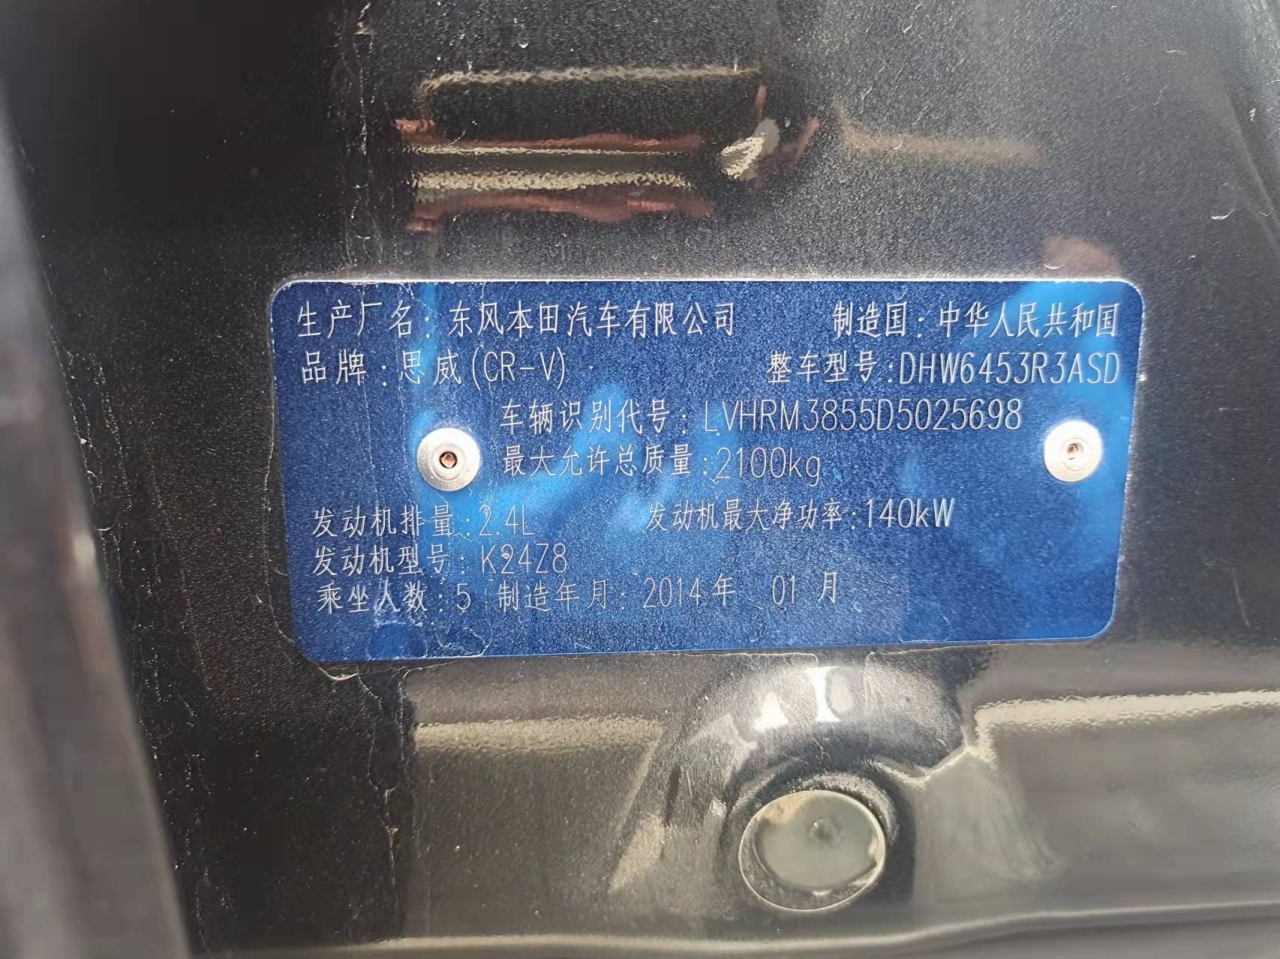 生产厂名: 东风本田汽车有限公司 制造国: 中华人民共和国
品牌: 思威(CR-V) 整车型号:DHW6453R3ASD
车辆识别代号: LVHRM3855D5025698
最大允许总质量:2100kg
发动机排量:2.4L 发动机最大净功率:140kW
发动机型号: K24Z8
乘坐人数: 5 制造年月: 2014年 01 月